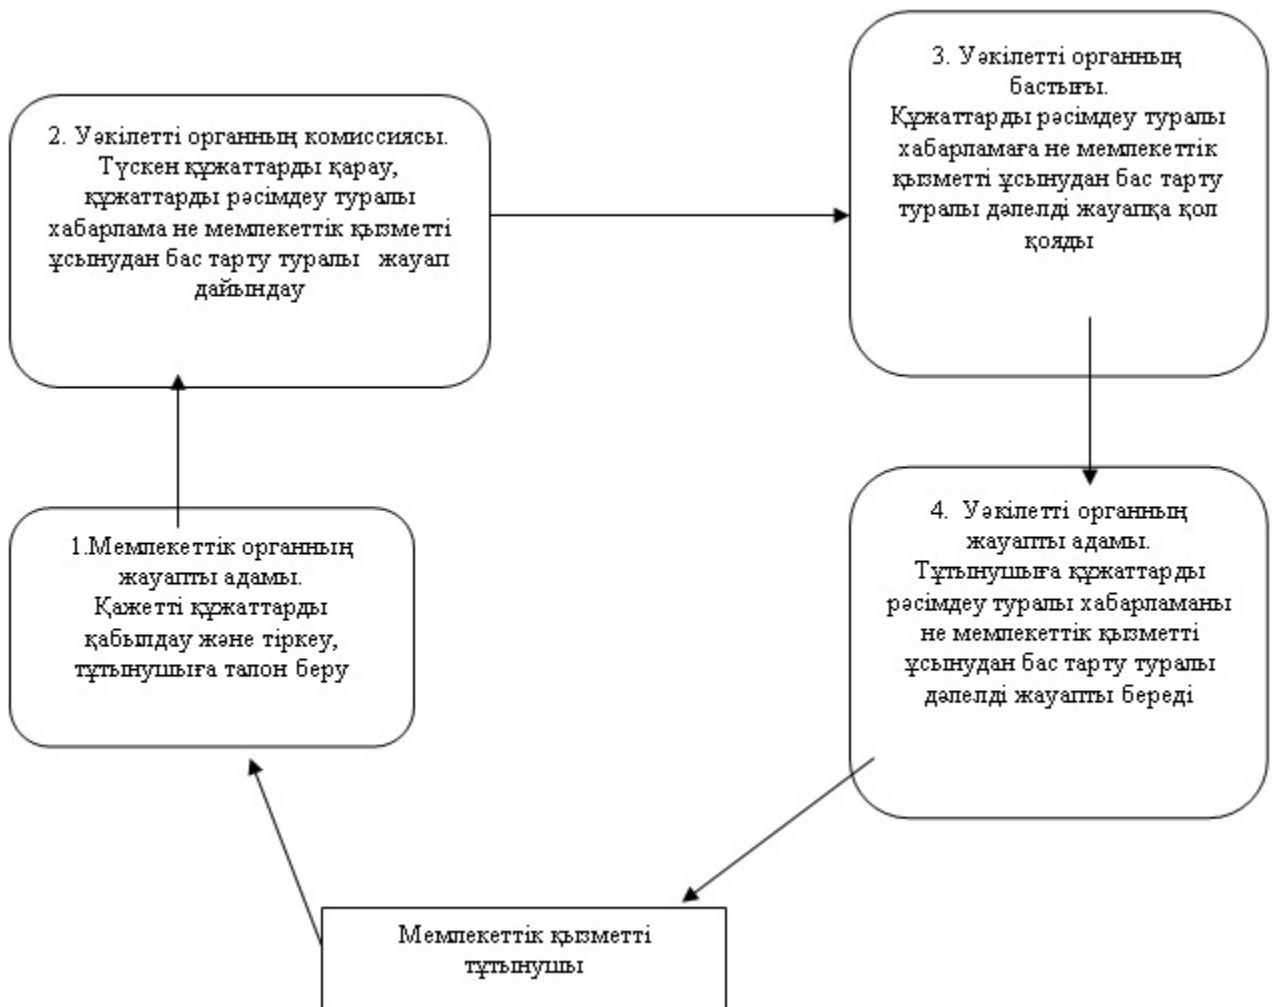 3. Уәкілетті органның
бастығы.
Құжаттарды рәсімдеу туралы
хабарламаға не мемлекеттік
қызметті ұсынудан бас тарту
туралы дәлелді жауапқа қол
қояды
2. Уәкілетті органның комиссиясы.
Түскен құжаттарды қарау,
құжаттарды рәсімдеу туралы
хабарлама не мемлекеттік қызметті
ұсынудан бас тарту туралы жауап
дайындау
4. Уәкілетті органның
жауапты адамы.
Тұтынушыға құжаттарды
рәсімдеу туралы хабарламаны
не мемлекеттік қызметті
ұсынудан бас тарту туралы
дәлелді жауапты береді
1.Мемлекеттік органның
жауапты адамы.
Қажетті құжаттарды
қабылдау және тіркеу,
тұтынушыға талон беру
Мемлекеттік қызметті
тұтынушы